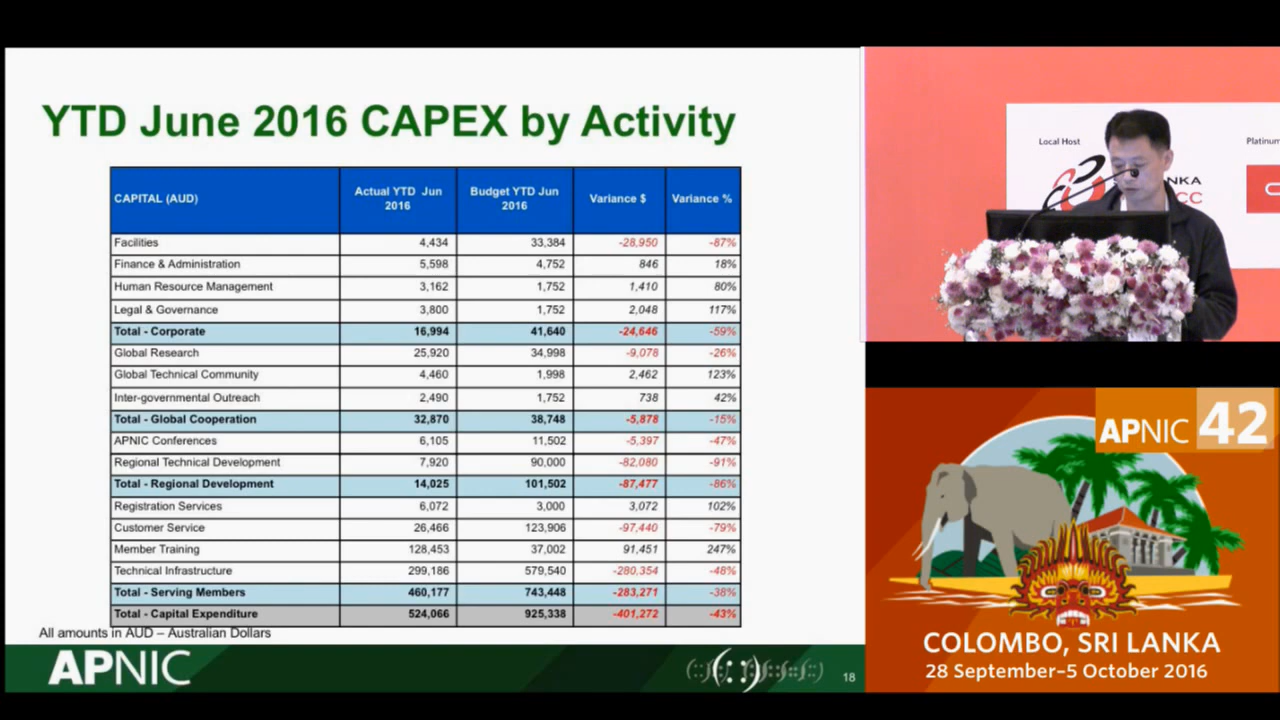 YTD June 2016 CAPEX by Activity
CAPITAL (AUD) Actual YTD Jun 2016 Budget YTD Jun 2016 Variance $ Variance %
Facilities 4,434 33,384 -28,950 -87%
Finance & Administration 5,598 4,752 846 18%
Human Resource Management 3,162 1,752 1,410 80%
Legal & Governance 3,800 1,752 2,048 117%
Total - Corporate 16,994 41,640 -24,646 -59%
Global Research 25,920 34,998 -9,078 -26%
Global Technical Community 4,460 1,998 2,462 123%
Inter-governmental Outreach 2,490 1,752 738 42%
Total - Global Cooperation 32,870 38,748 -5,878 -15%
APNIC Conferences 6,105 11,502 -5,397 -47%
Regional Technical Development 7,920 90,000 -82,080 -91%
Total - Regional Development 14,025 101,502 -87,477 -86%
Registration Services 6,072 3,000 3,072 102%
Customer Service 26,466 123,906 -97,440 -79%
Member Training 128,453 37,002 91,451 247%
Technical Infrastructure 299,186 579,540 -280,354 -48%
Total - Serving Members 460,177 743,448 -283,271 -38%
Total - Capital Expenditure 524,066 925,338 -401,272 -43%
All amounts in AUD – Australian Dollars
APNIC
18
Local Host
Platinum
NKA
CC
APNIC 42
COLOMBO, SRI LANKA
28 September–5 October 2016